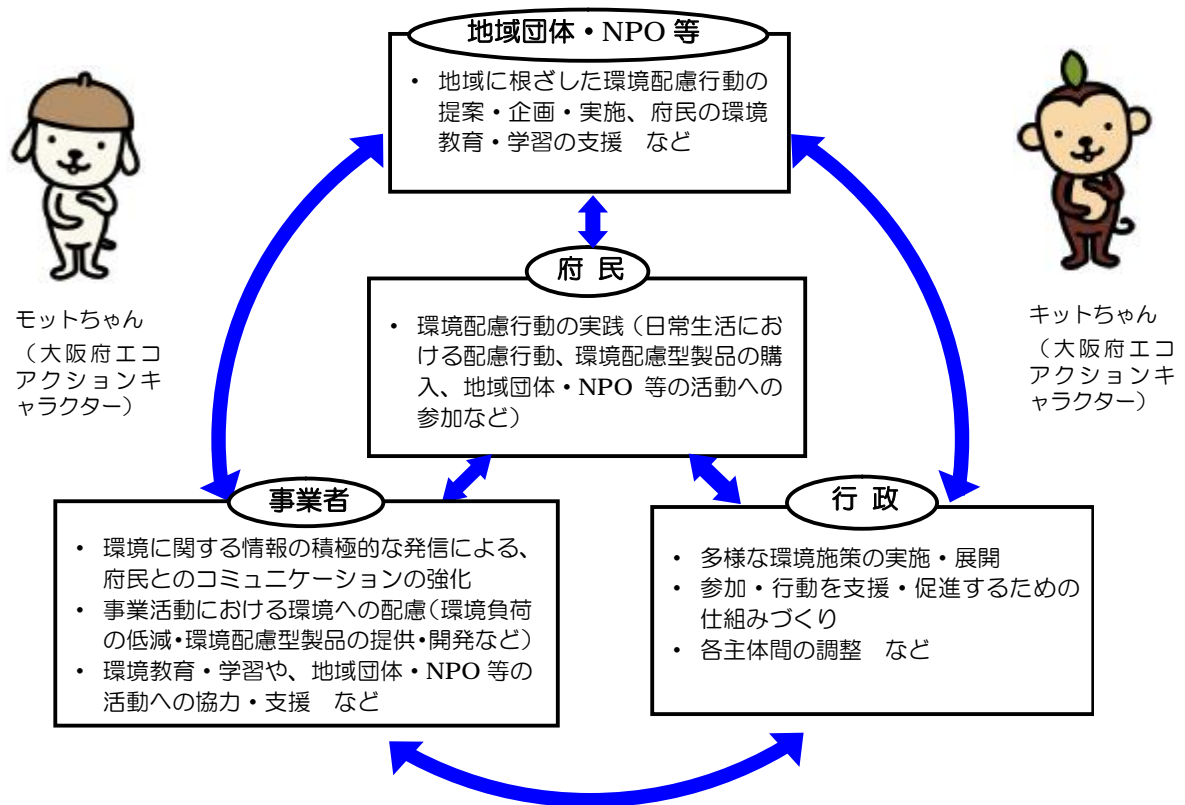 地域団体・NPO 等
・ 地域に根ざした環境配慮行動の
提案・企画・実施、府民の環境
教育・学習の支援　など
モットちゃん
（大阪府エコ
アクションキ
ャラクター）
キットちゃん
（大阪府エコ
アクションキ
ャラクター）
府 民
・ 環境配慮行動の実践（日常生活にお
ける配慮行動、環境配慮型製品の購
入、地域団体・NPO 等の活動への
参加など）
事業者
・ 環境に関する情報の積極的な発信による、
府民とのコミュニケーションの強化
・ 事業活動における環境への配慮（環境負荷
の低減・環境配慮型製品の提供・開発など）
・ 環境教育・学習や、地域団体・NPO 等の
活動への協力・支援　など
行 政
・ 多様な環境施策の実施・展開
・ 参加・行動を支援・促進するための
仕組みづくり
・ 各主体間の調整　など